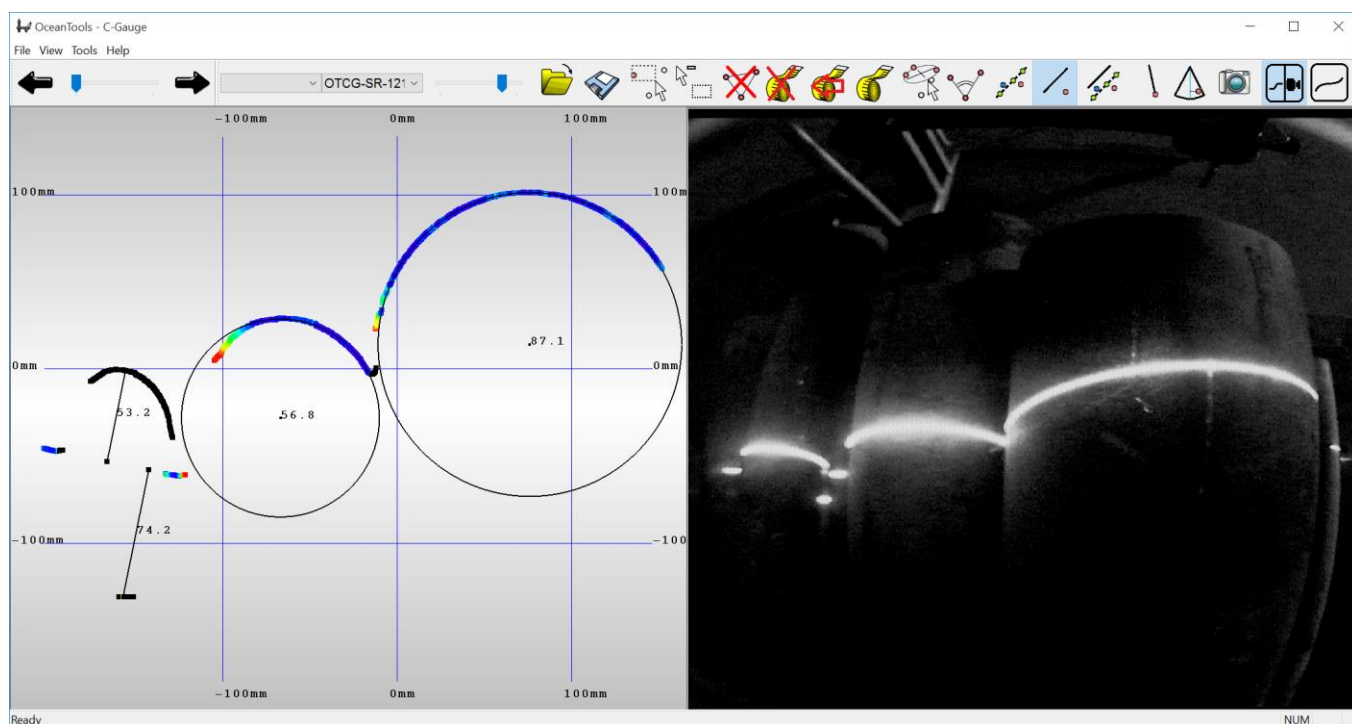 OceanTools - C-Gauge
File View Tools Help
OTCG-SR-121
-100mm 0mm 100mm
100mm 100m
87.1
0mm 0mm
53.2 56.8
74.2
-100mm -100
-100mm 0mm 100mm
Ready NUM